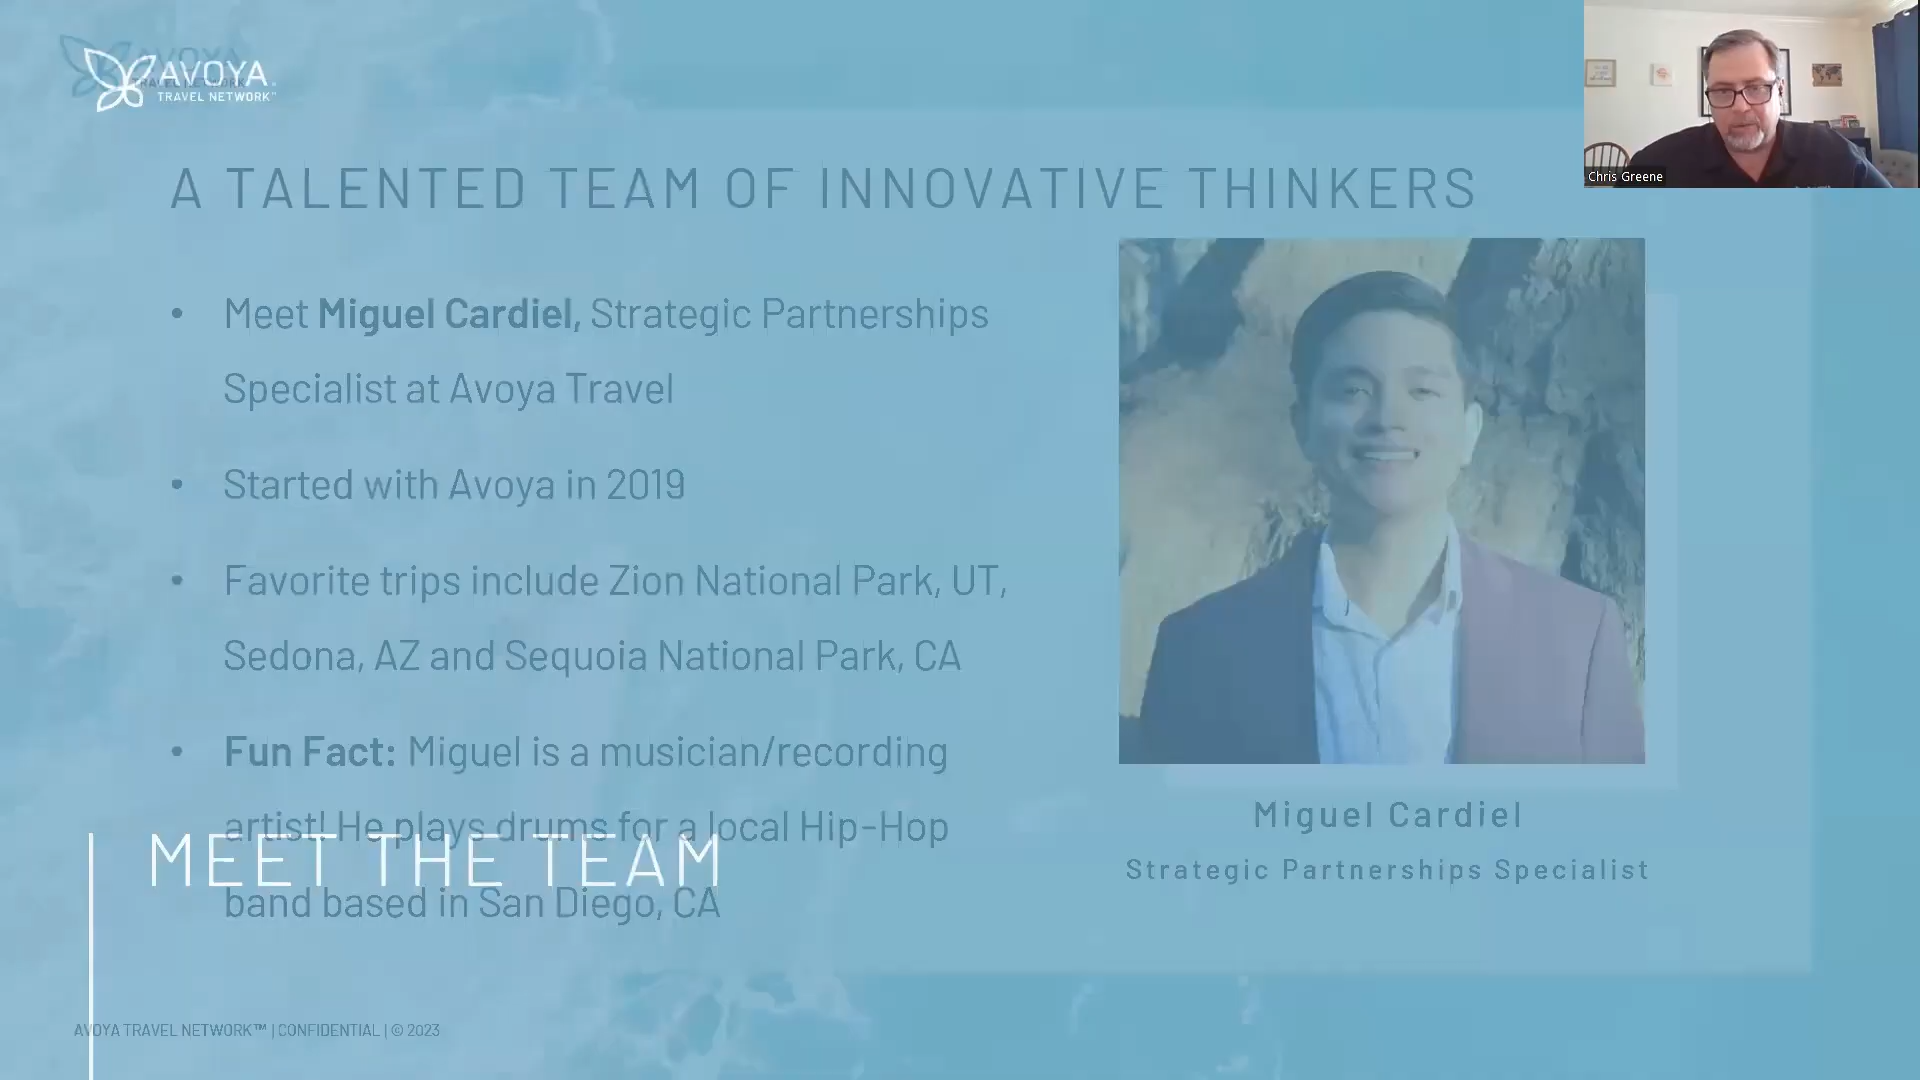 AVOYA
TRAVEL NETWORK™
Chris Greene
A TALENTED TEAM OF INNOVATIVE THINKERS
• Meet Miguel Cardiel, Strategic Partnerships
Specialist at Avoya Travel
• Started with Avoya in 2019
• Favorite trips include Zion National Park, UT,
Sedona, AZ and Sequoia National Park, CA
• Fun Fact: Miguel is a musician/recording
artist! He plays drums for a local Hip-Hop
band based in San Diego, CA
MEET THE TEAM
Miguel Cardiel
Strategic Partnerships Specialist
AVOYA TRAVEL NETWORK™ | CONFIDENTIAL | © 2023